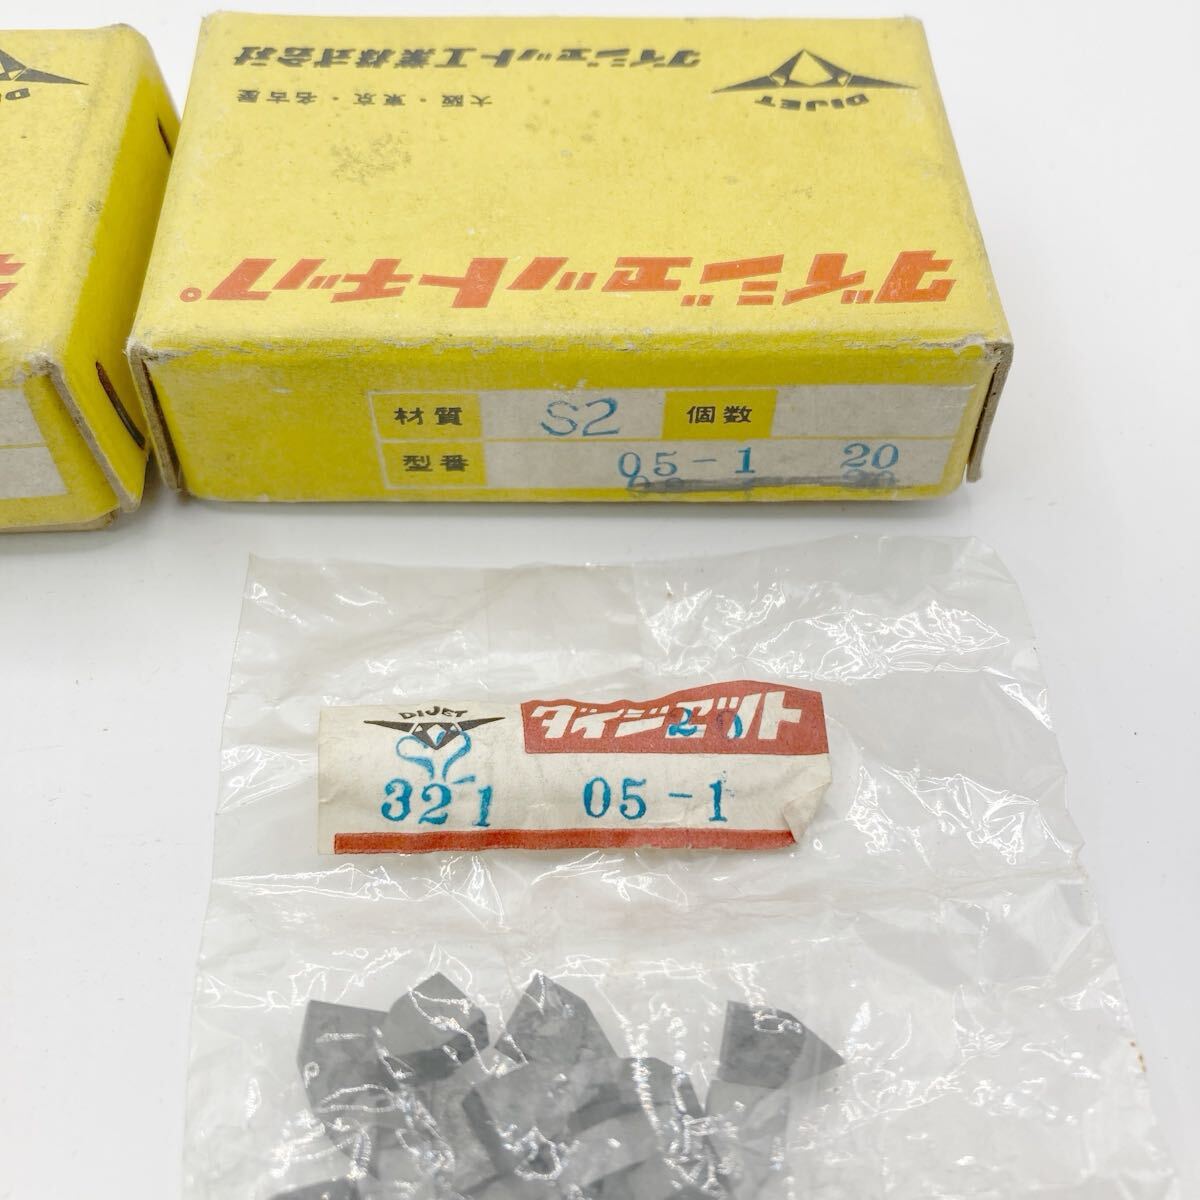 DIJET
ダイジェット工業株式会社
大阪・東京・名古屋
ダイジェットチップ
材質 S2 個数
型番 05-1 20
DIJET
ダイジェット
20
S2
321 05-1